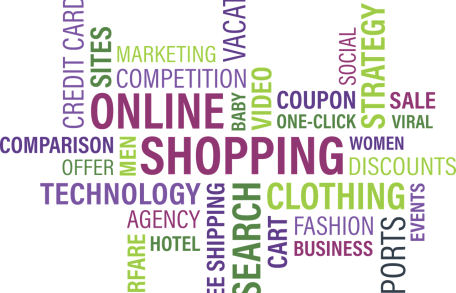 CREDIT CARD
SITES
MARKETING
VACAT
SOCIAL
STRATEGY
COMPETITION
VIDEO
ONLINE
BABY
COUPON
SALE
ONE-CLICK
VIRAL
COMPARISON
MEN
SHOPPING
WOMEN
OFFER
DISCOUNTS
TECHNOLOGY
EE SHIPPING
SEARCH
CLOTHING
EVENTS
AGENCY
CART
FASHION
PORTS
RFARE
HOTEL
BUSINESS